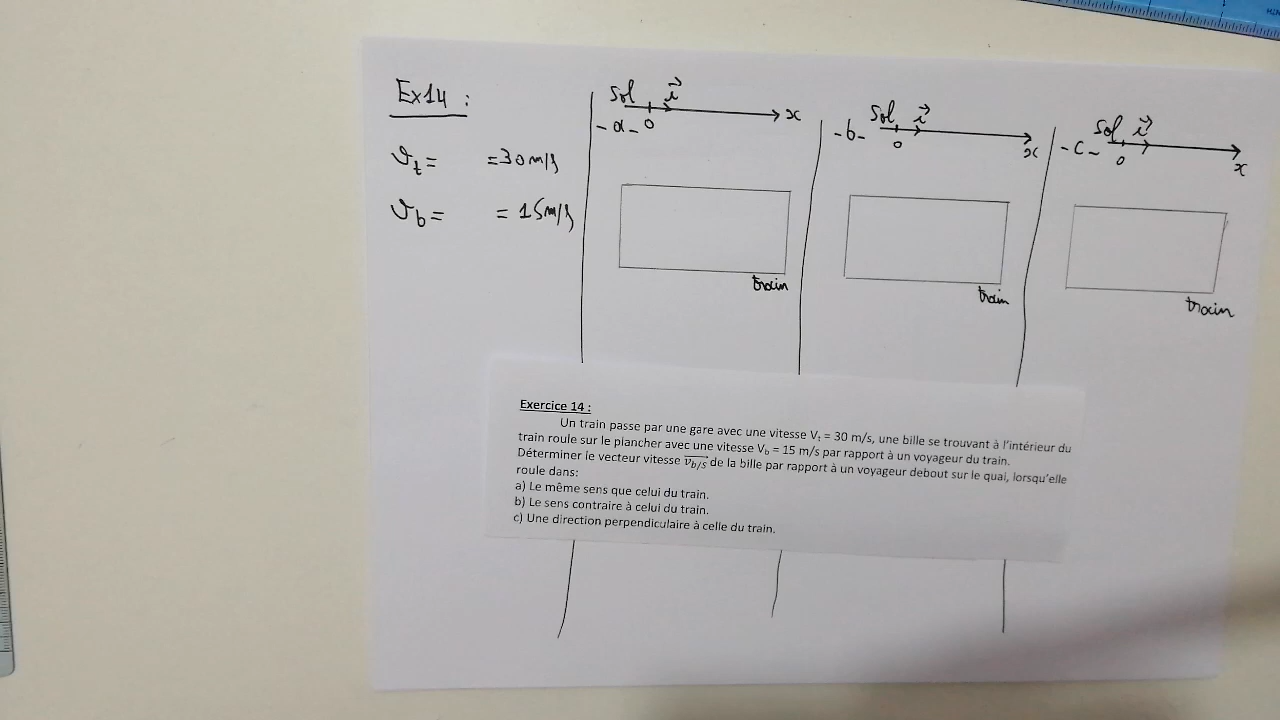 Ex14 :
𝒱t = = 30 m/s
𝒱b = = 15 m/s
sol i⃗
- a - 0 x
train
sol i⃗
- b - 0 x
train
sol i⃗
- c - 0 x
train
Exercice 14 :
Un train passe par une gare avec une vitesse Vt = 30 m/s, une bille se trouvant à l'intérieur du
train roule sur le plancher avec une vitesse Vb = 15 m/s par rapport à un voyageur du train.
Déterminer le vecteur vitesse v⃗b/s de la bille par rapport à un voyageur debout sur le quai, lorsqu'elle
roule dans:
a) Le même sens que celui du train.
b) Le sens contraire à celui du train.
c) Une direction perpendiculaire à celle du train.